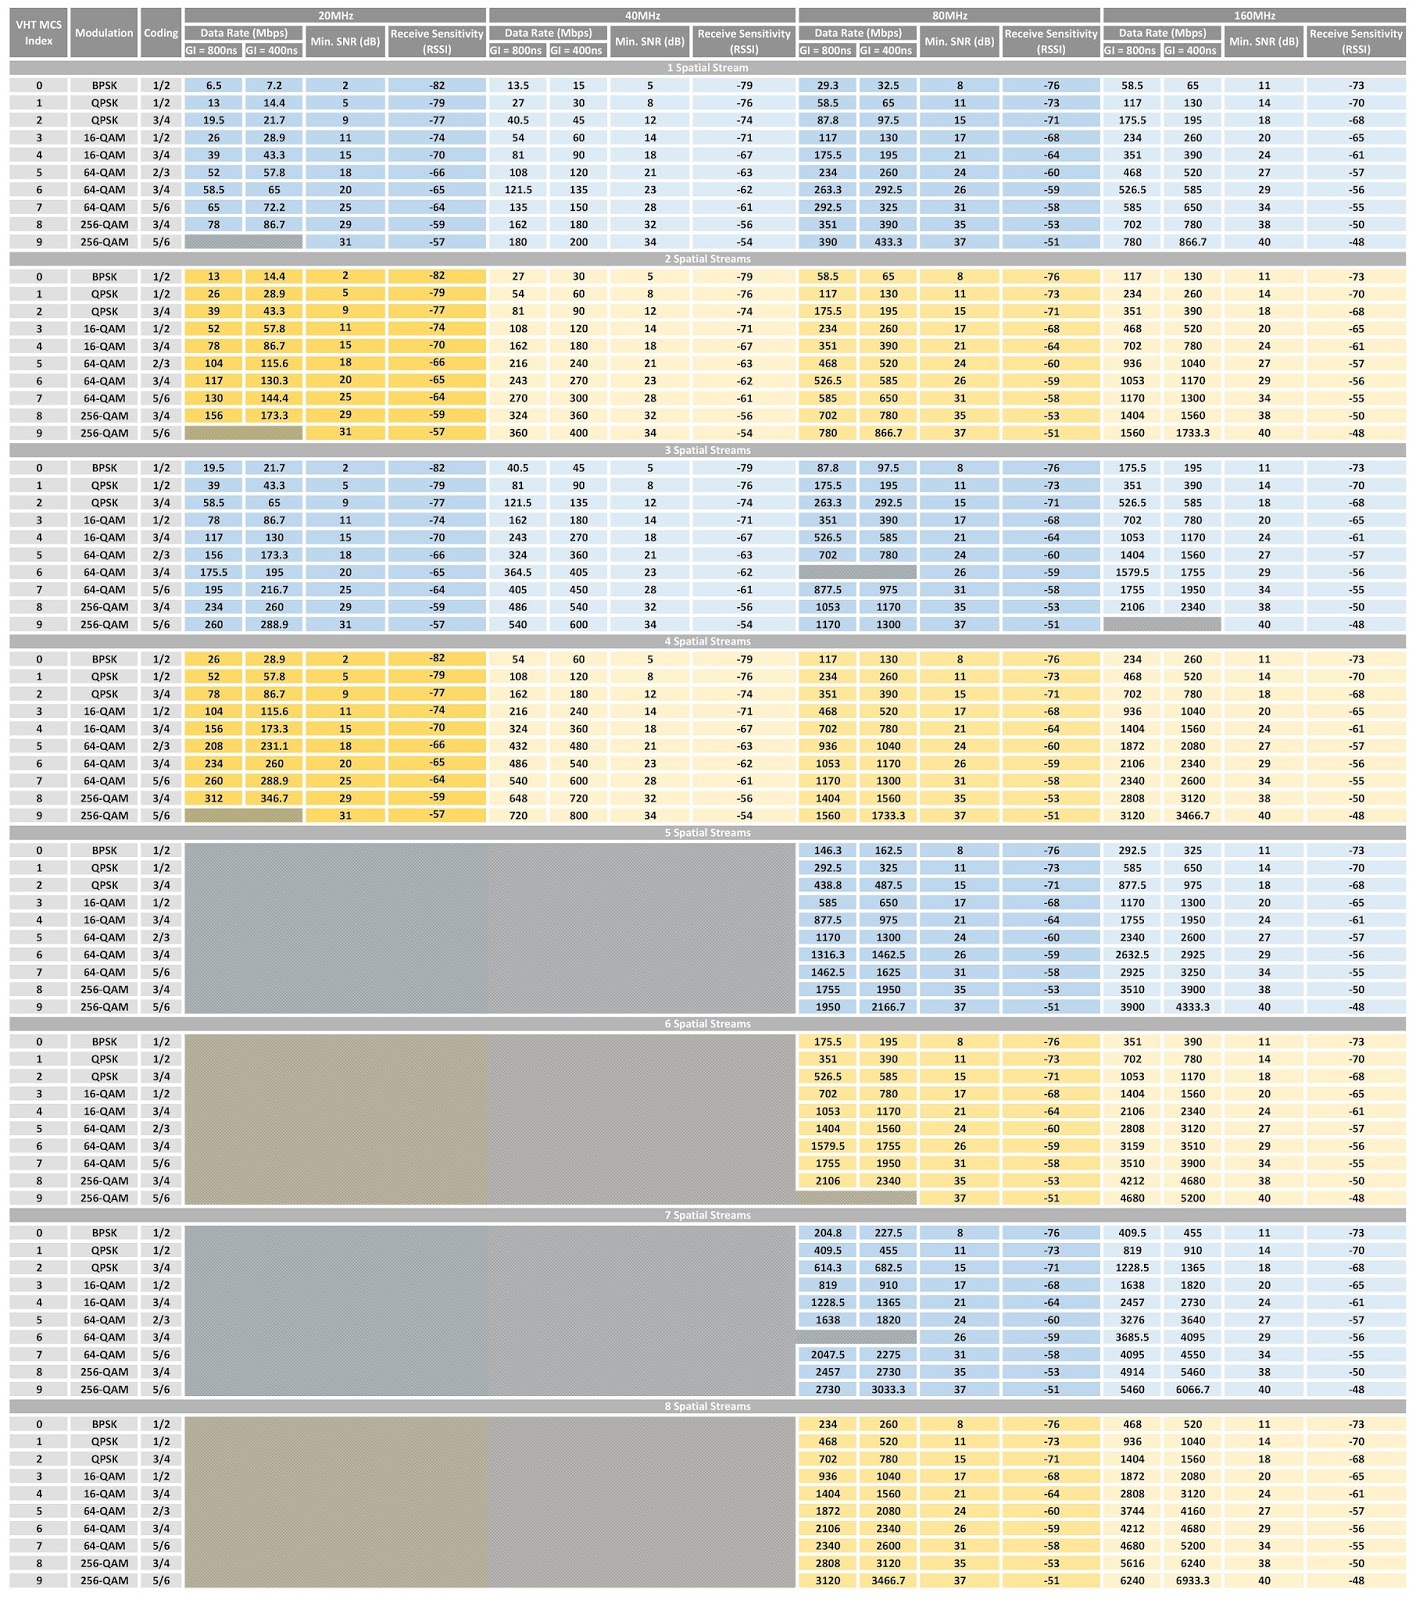 20MHz 40MHz 80MHz 160MHz
VHT MCS Index Modulation Coding Data Rate (Mbps) Min. SNR (dB) Receive Sensitivity (RSSI) Data Rate (Mbps) Min. SNR (dB) Receive Sensitivity (RSSI) Data Rate (Mbps) Min. SNR (dB) Receive Sensitivity (RSSI) Data Rate (Mbps) Min. SNR (dB) Receive Sensitivity (RSSI)
GI = 800ns GI = 400ns GI = 800ns GI = 400ns GI = 800ns GI = 400ns GI = 800ns GI = 400ns
1 Spatial Stream
0 BPSK 1/2 6.5 7.2 2 -82 13.5 15 5 -79 29.3 32.5 8 -76 58.5 65 11 -73
1 QPSK 1/2 13 14.4 5 -79 27 30 8 -76 58.5 65 11 -73 117 130 14 -70
2 QPSK 3/4 19.5 21.7 9 -77 40.5 45 12 -74 87.8 97.5 15 -71 175.5 195 18 -68
3 16-QAM 1/2 26 28.9 11 -74 54 60 14 -71 117 130 17 -68 234 260 20 -65
4 16-QAM 3/4 39 43.3 15 -70 81 90 18 -67 175.5 195 21 -64 351 390 24 -61
5 64-QAM 2/3 52 57.8 18 -66 108 120 21 -63 234 260 24 -60 468 520 27 -57
6 64-QAM 3/4 58.5 65 20 -65 121.5 135 23 -62 263.3 292.5 26 -59 526.5 585 29 -56
7 64-QAM 5/6 65 72.2 25 -64 135 150 28 -61 292.5 325 31 -58 585 650 34 -55
8 256-QAM 3/4 78 86.7 29 -59 162 180 32 -56 351 390 35 -53 702 780 38 -50
9 256-QAM 5/6 31 -57 180 200 34 -54 390 433.3 37 -51 780 866.7 40 -48
2 Spatial Streams
0 BPSK 1/2 13 14.4 2 -82 27 30 5 -79 58.5 65 8 -76 117 130 11 -73
1 QPSK 1/2 26 28.9 5 -79 54 60 8 -76 117 130 11 -73 234 260 14 -70
2 QPSK 3/4 39 43.3 9 -77 81 90 12 -74 175.5 195 15 -71 351 390 18 -68
3 16-QAM 1/2 52 57.8 11 -74 108 120 14 -71 234 260 17 -68 468 520 20 -65
4 16-QAM 3/4 78 86.7 15 -70 162 180 18 -67 351 390 21 -64 702 780 24 -61
5 64-QAM 2/3 104 115.6 18 -66 216 240 21 -63 468 520 24 -60 936 1040 27 -57
6 64-QAM 3/4 117 130.3 20 -65 243 270 23 -62 526.5 585 26 -59 1053 1170 29 -56
7 64-QAM 5/6 130 144.4 25 -64 270 300 28 -61 585 650 31 -58 1170 1300 34 -55
8 256-QAM 3/4 156 173.3 29 -59 324 360 32 -56 702 780 35 -53 1404 1560 38 -50
9 256-QAM 5/6 31 -57 360 400 34 -54 780 866.7 37 -51 1560 1733.3 40 -48
3 Spatial Streams
0 BPSK 1/2 19.5 21.7 2 -82 40.5 45 5 -79 87.8 97.5 8 -76 175.5 195 11 -73
1 QPSK 1/2 39 43.3 5 -79 81 90 8 -76 175.5 195 11 -73 351 390 14 -70
2 QPSK 3/4 58.5 65 9 -77 121.5 135 12 -74 263.3 292.5 15 -71 526.5 585 18 -68
3 16-QAM 1/2 78 86.7 11 -74 162 180 14 -71 351 390 17 -68 702 780 20 -65
4 16-QAM 3/4 117 130 15 -70 243 270 18 -67 526.5 585 21 -64 1053 1170 24 -61
5 64-QAM 2/3 156 173.3 18 -66 324 360 21 -63 702 780 24 -60 1404 1560 27 -57
6 64-QAM 3/4 175.5 195 20 -65 364.5 405 23 -62 26 -59 1579.5 1755 29 -56
7 64-QAM 5/6 195 216.7 25 -64 405 450 28 -61 877.5 975 31 -58 1755 1950 34 -55
8 256-QAM 3/4 234 260 29 -59 486 540 32 -56 1053 1170 35 -53 2106 2340 38 -50
9 256-QAM 5/6 260 288.9 31 -57 540 600 34 -54 1170 1300 37 -51 40 -48
4 Spatial Streams
0 BPSK 1/2 26 28.9 2 -82 54 60 5 -79 117 130 8 -76 234 260 11 -73
1 QPSK 1/2 52 57.8 5 -79 108 120 8 -76 234 260 11 -73 468 520 14 -70
2 QPSK 3/4 78 86.7 9 -77 162 180 12 -74 351 390 15 -71 702 780 18 -68
3 16-QAM 1/2 104 115.6 11 -74 216 240 14 -71 468 520 17 -68 936 1040 20 -65
4 16-QAM 3/4 156 173.3 15 -70 324 360 18 -67 702 780 21 -64 1404 1560 24 -61
5 64-QAM 2/3 208 231.1 18 -66 432 480 21 -63 936 1040 24 -60 1872 2080 27 -57
6 64-QAM 3/4 234 260 20 -65 486 540 23 -62 1053 1170 26 -59 2106 2340 29 -56
7 64-QAM 5/6 260 288.9 25 -64 540 600 28 -61 1170 1300 31 -58 2340 2600 34 -55
8 256-QAM 3/4 312 346.7 29 -59 648 720 32 -56 1404 1560 35 -53 2808 3120 38 -50
9 256-QAM 5/6 31 -57 720 800 34 -54 1560 1733.3 37 -51 3120 3466.7 40 -48
5 Spatial Streams
0 BPSK 1/2 146.3 162.5 8 -76 292.5 325 11 -73
1 QPSK 1/2 292.5 325 11 -73 585 650 14 -70
2 QPSK 3/4 438.8 487.5 15 -71 877.5 975 18 -68
3 16-QAM 1/2 585 650 17 -68 1170 1300 20 -65
4 16-QAM 3/4 877.5 975 21 -64 1755 1950 24 -61
5 64-QAM 2/3 1170 1300 24 -60 2340 2600 27 -57
6 64-QAM 3/4 1316.3 1462.5 26 -59 2632.5 2925 29 -56
7 64-QAM 5/6 1462.5 1625 31 -58 2925 3250 34 -55
8 256-QAM 3/4 1755 1950 35 -53 3510 3900 38 -50
9 256-QAM 5/6 1950 2166.7 37 -51 3900 4333.3 40 -48
6 Spatial Streams
0 BPSK 1/2 175.5 195 8 -76 351 390 11 -73
1 QPSK 1/2 351 390 11 -73 702 780 14 -70
2 QPSK 3/4 526.5 585 15 -71 1053 1170 18 -68
3 16-QAM 1/2 702 780 17 -68 1404 1560 20 -65
4 16-QAM 3/4 1053 1170 21 -64 2106 2340 24 -61
5 64-QAM 2/3 1404 1560 24 -60 2808 3120 27 -57
6 64-QAM 3/4 1579.5 1755 26 -59 3159 3510 29 -56
7 64-QAM 5/6 1755 1950 31 -58 3510 3900 34 -55
8 256-QAM 3/4 2106 2340 35 -53 4212 4680 38 -50
9 256-QAM 5/6 37 -51 4680 5200 40 -48
7 Spatial Streams
0 BPSK 1/2 204.8 227.5 8 -76 409.5 455 11 -73
1 QPSK 1/2 409.5 455 11 -73 819 910 14 -70
2 QPSK 3/4 614.3 682.5 15 -71 1228.5 1365 18 -68
3 16-QAM 1/2 819 910 17 -68 1638 1820 20 -65
4 16-QAM 3/4 1228.5 1365 21 -64 2457 2730 24 -61
5 64-QAM 2/3 1638 1820 24 -60 3276 3640 27 -57
6 64-QAM 3/4 26 -59 3685.5 4095 29 -56
7 64-QAM 5/6 2047.5 2275 31 -58 4095 4550 34 -55
8 256-QAM 3/4 2457 2730 35 -53 4914 5460 38 -50
9 256-QAM 5/6 2730 3033.3 37 -51 5460 6066.7 40 -48
8 Spatial Streams
0 BPSK 1/2 234 260 8 -76 468 520 11 -73
1 QPSK 1/2 468 520 11 -73 936 1040 14 -70
2 QPSK 3/4 702 780 15 -71 1404 1560 18 -68
3 16-QAM 1/2 936 1040 17 -68 1872 2080 20 -65
4 16-QAM 3/4 1404 1560 21 -64 2808 3120 24 -61
5 64-QAM 2/3 1872 2080 24 -60 3744 4160 27 -57
6 64-QAM 3/4 2106 2340 26 -59 4212 4680 29 -56
7 64-QAM 5/6 2340 2600 31 -58 4680 5200 34 -55
8 256-QAM 3/4 2808 3120 35 -53 5616 6240 38 -50
9 256-QAM 5/6 3120 3466.7 37 -51 6240 6933.3 40 -48